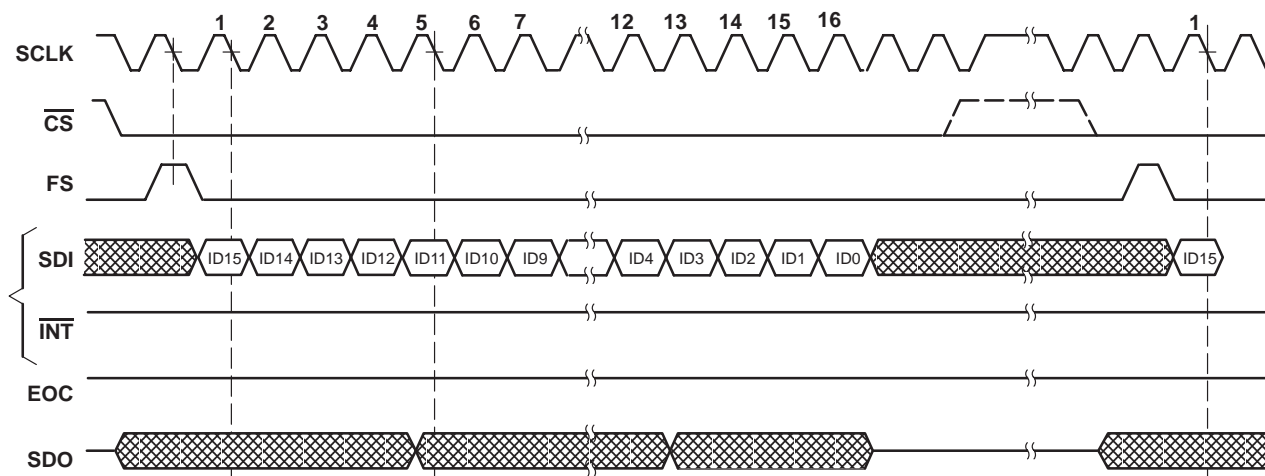 1 2 3 4 5 6 7 12 13 14 15 16 1
SCLK
CS
FS
SDI ID15 ID14 ID13 ID12 ID11 ID10 ID9 ID4 ID3 ID2 ID1 ID0 ID15
INT
EOC
SDO